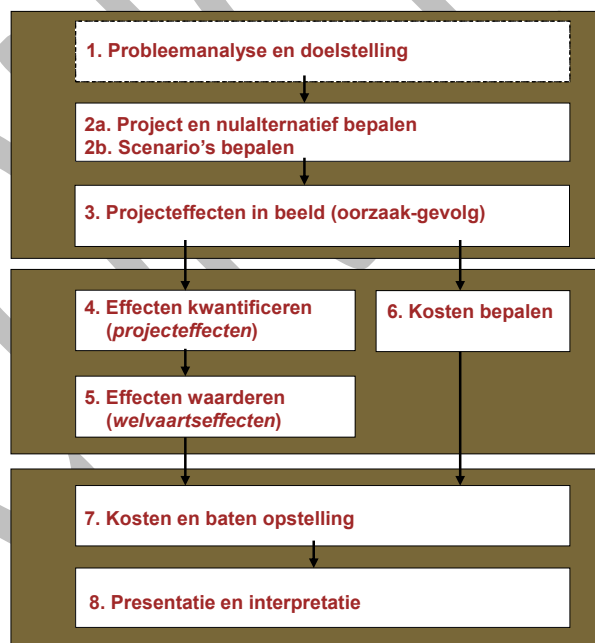 1. Probleemanalyse en doelstelling
2a. Project en nulalternatief bepalen
2b. Scenario's bepalen
3. Projecteffecten in beeld (oorzaak-gevolg)
4. Effecten kwantificeren
(projecteffecten)
6. Kosten bepalen
5. Effecten waarderen
(welvaartseffecten)
7. Kosten en baten opstelling
8. Presentatie en interpretatie